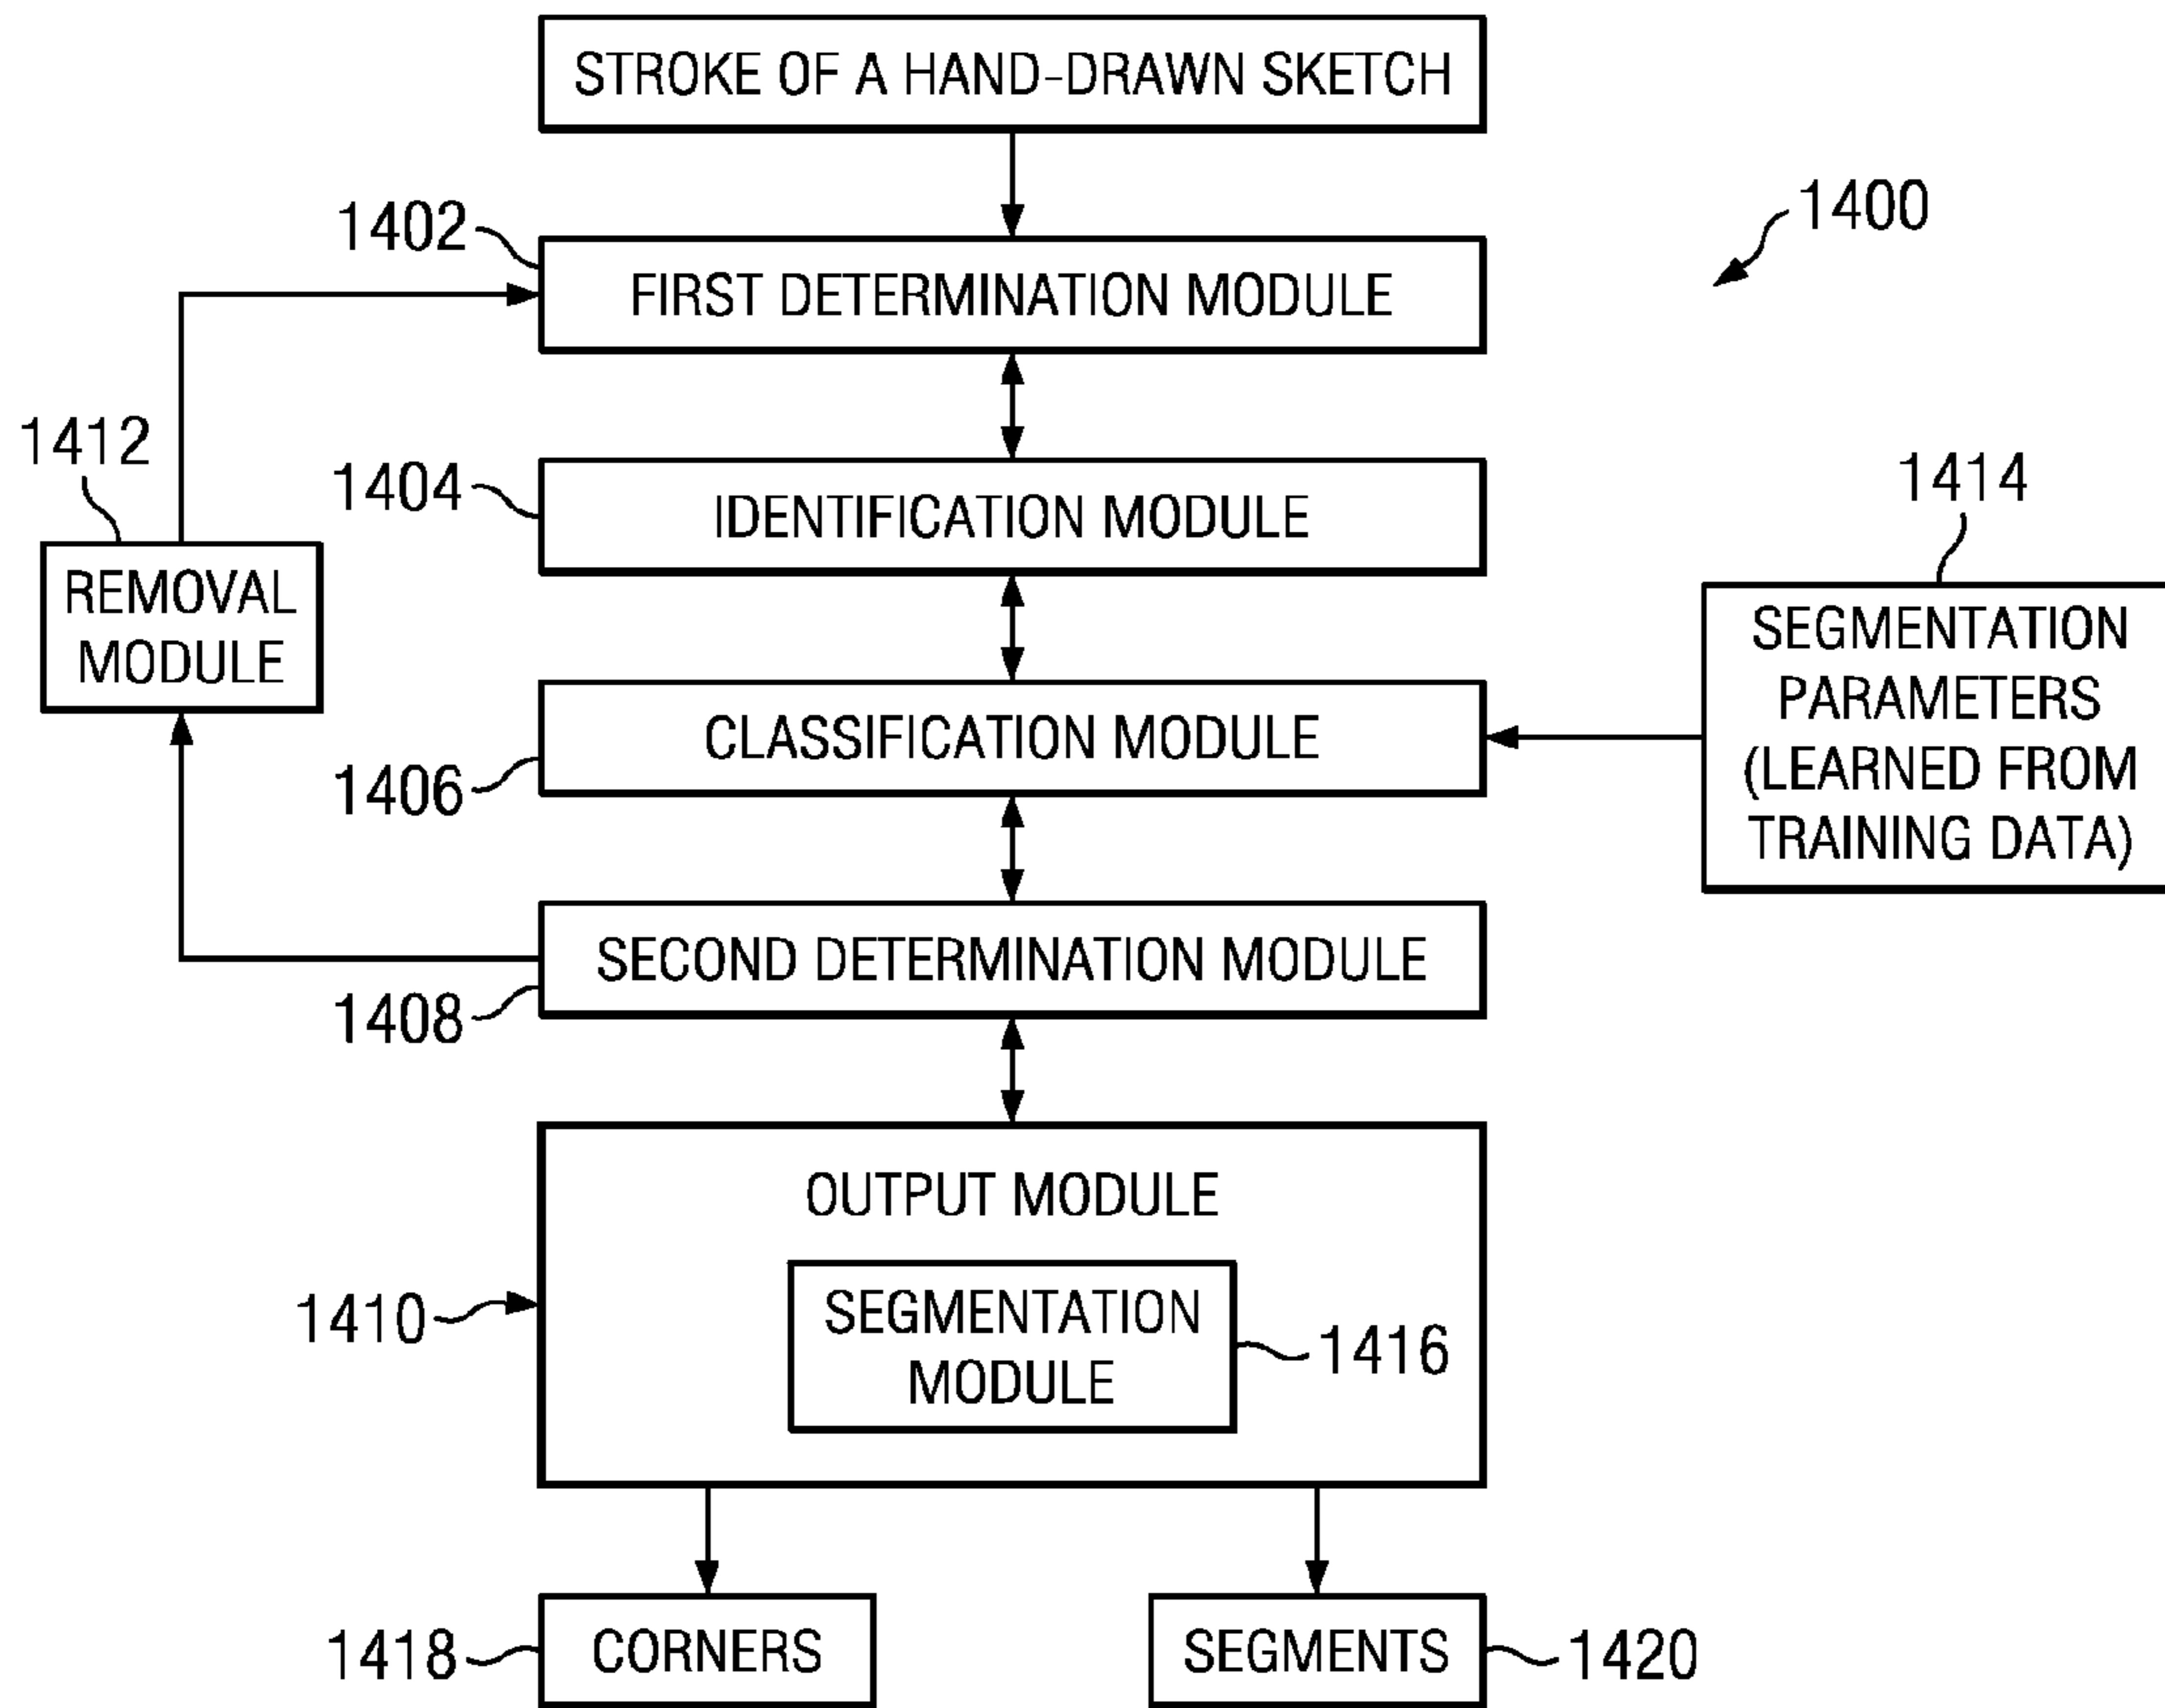 STROKE OF A HAND-DRAWN SKETCH
1400
1402
FIRST DETERMINATION MODULE
1412
1404
IDENTIFICATION MODULE
1414
REMOVAL
MODULE
SEGMENTATION
PARAMETERS
(LEARNED FROM
TRAINING DATA)
CLASSIFICATION MODULE
1406
SECOND DETERMINATION MODULE
1408
OUTPUT MODULE
1410
SEGMENTATION
MODULE
1416
1418
CORNERS
SEGMENTS
1420